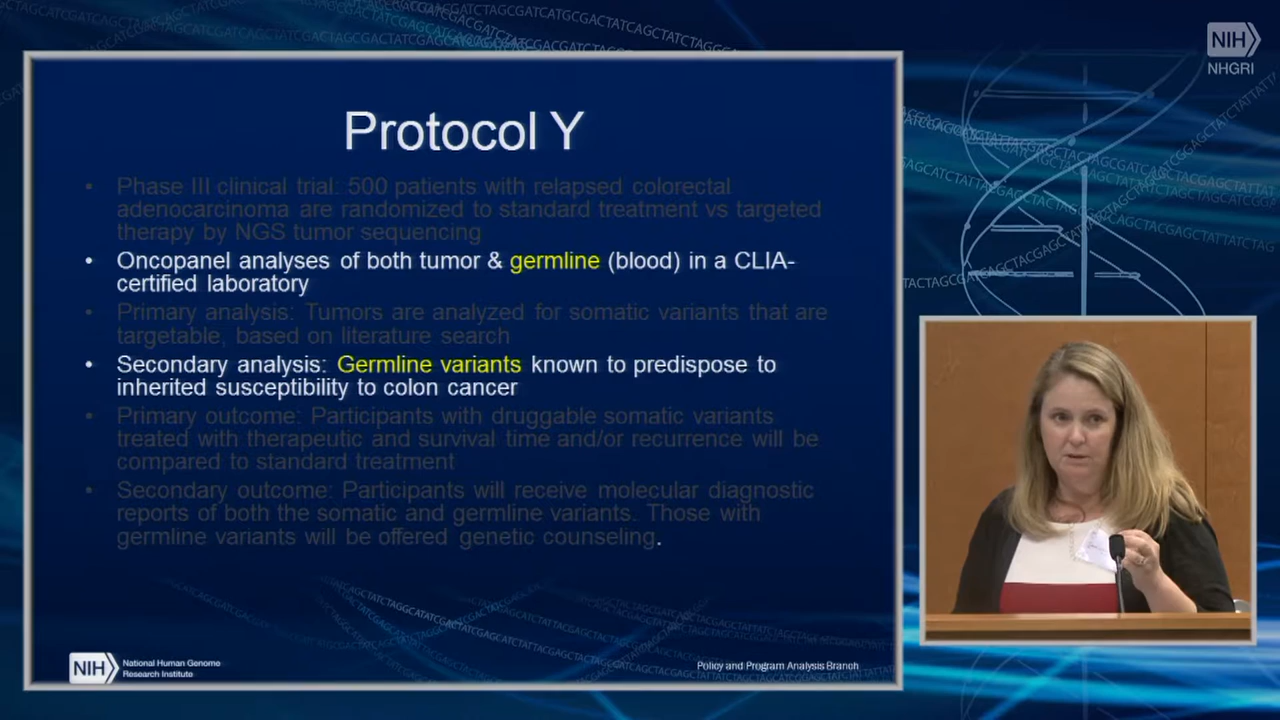 NIH
NHGRI
Protocol Y
• Phase III clinical trial: 500 patients with relapsed colorectal
adenocarcinoma are randomized to standard treatment vs targeted
therapy by NGS tumor sequencing
• Oncopanel analyses of both tumor & germline (blood) in a CLIA-
certified laboratory
• Primary analysis: Tumors are analyzed for somatic variants that are
targetable, based on literature search
• Secondary analysis: Germline variants known to predispose to
inherited susceptibility to colon cancer
• Primary outcome: Participants with druggable somatic variants
treated with therapeutic and survival time and/or recurrence will be
compared to standard treatment
• Secondary outcome: Participants will receive molecular diagnostic
reports of both the somatic and germline variants. Those with
germline variants will be offered genetic counseling.
NIH
National Human Genome
Research Institute
Policy and Program Analysis Branch